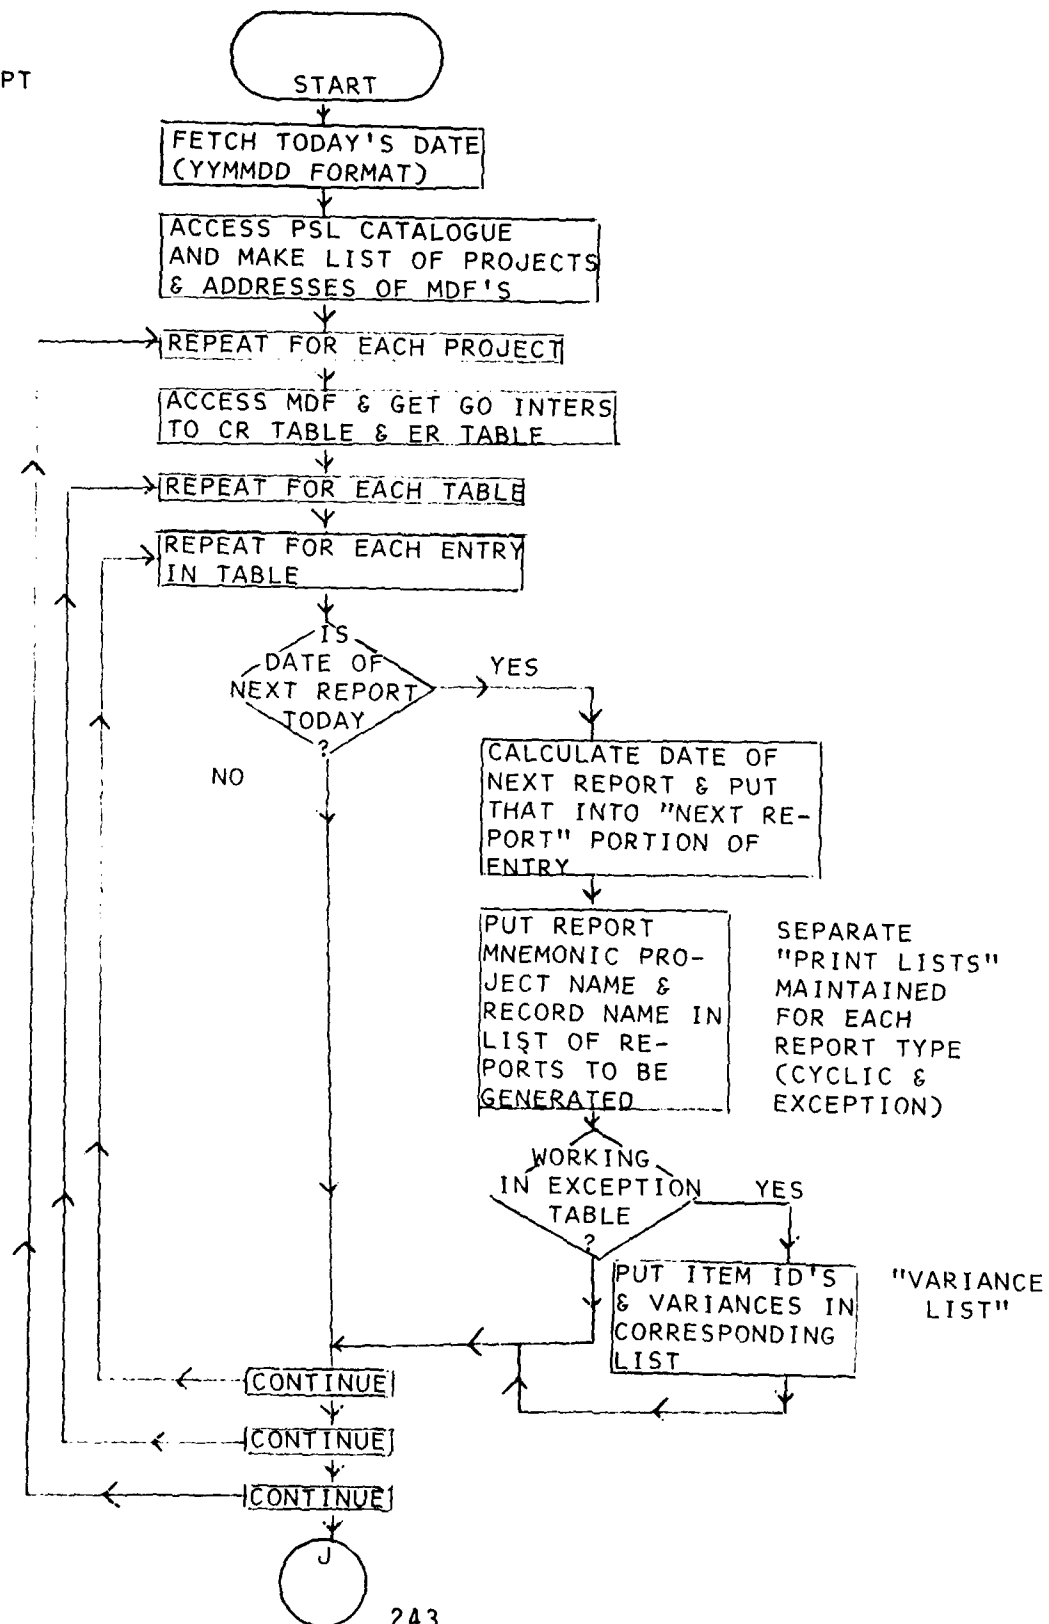 PT
START
FETCH TODAY'S DATE
(YYMMDD FORMAT)
ACCESS PSL CATALOGUE
AND MAKE LIST OF PROJECTS
& ADDRESSES OF MDF'S
REPEAT FOR EACH PROJECT
ACCESS MDF & GET GO INTERS
TO CR TABLE & ER TABLE
REPEAT FOR EACH TABLE
REPEAT FOR EACH ENTRY
IN TABLE
IS
DATE OF
NEXT REPORT
TODAY
?
YES
NO
CALCULATE DATE OF
NEXT REPORT & PUT
THAT INTO "NEXT RE-
PORT" PORTION OF
ENTRY
PUT REPORT
MNEMONIC PRO-
JECT NAME &
RECORD NAME IN
LIST OF RE-
PORTS TO BE
GENERATED
SEPARATE
"PRINT LISTS"
MAINTAINED
FOR EACH
REPORT TYPE
(CYCLIC &
EXCEPTION)
WORKING
IN EXCEPTION
TABLE
?
YES
PUT ITEM ID'S
& VARIANCES IN
CORRESPONDING
LIST
"VARIANCE
LIST"
CONTINUE
CONTINUE
CONTINUE
J
243